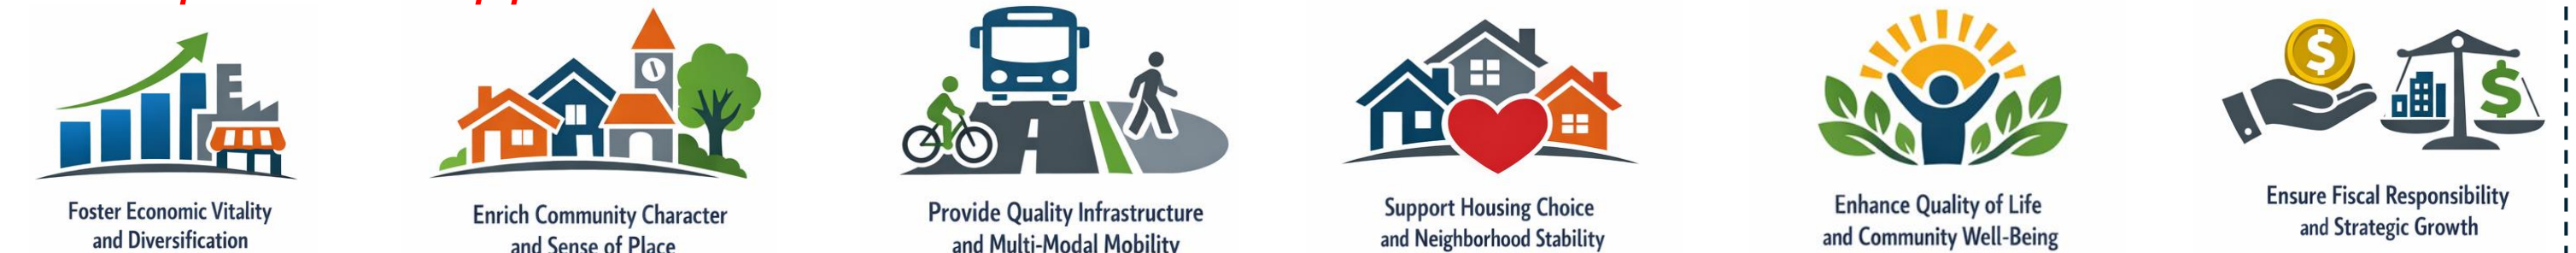 Foster Economic Vitality
and Diversification
Enrich Community Character
and Sense of Place
Provide Quality Infrastructure
and Multi-Modal Mobility
Support Housing Choice
and Neighborhood Stability
$
$
Enhance Quality of Life
and Community Well-Being
Ensure Fiscal Responsibility
and Strategic Growth